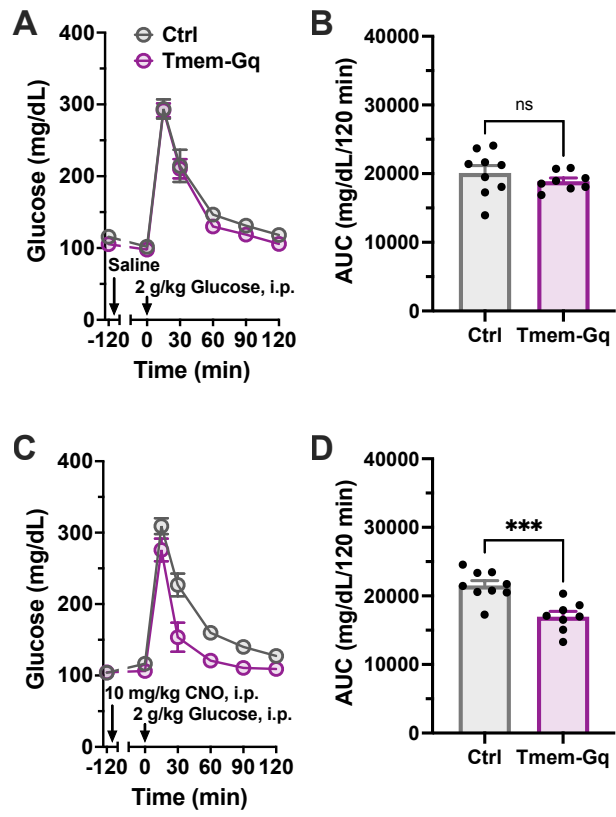 A
Ctrl
Tmem-Gq
400
300
200
100
0
Glucose (mg/dL)
Saline
2 g/kg Glucose, i.p.
-120 0 30 60 90 120
Time (min)
B
40000
30000
20000
10000
0
AUC (mg/dL/120 min)
ns
Ctrl Tmem-Gq
C
400
300
200
100
0
Glucose (mg/dL)
10 mg/kg CNO, i.p.
2 g/kg Glucose, i.p.
-120 0 30 60 90 120
Time (min)
D
40000
30000
20000
10000
0
AUC (mg/dL/120 min)
***
Ctrl Tmem-Gq